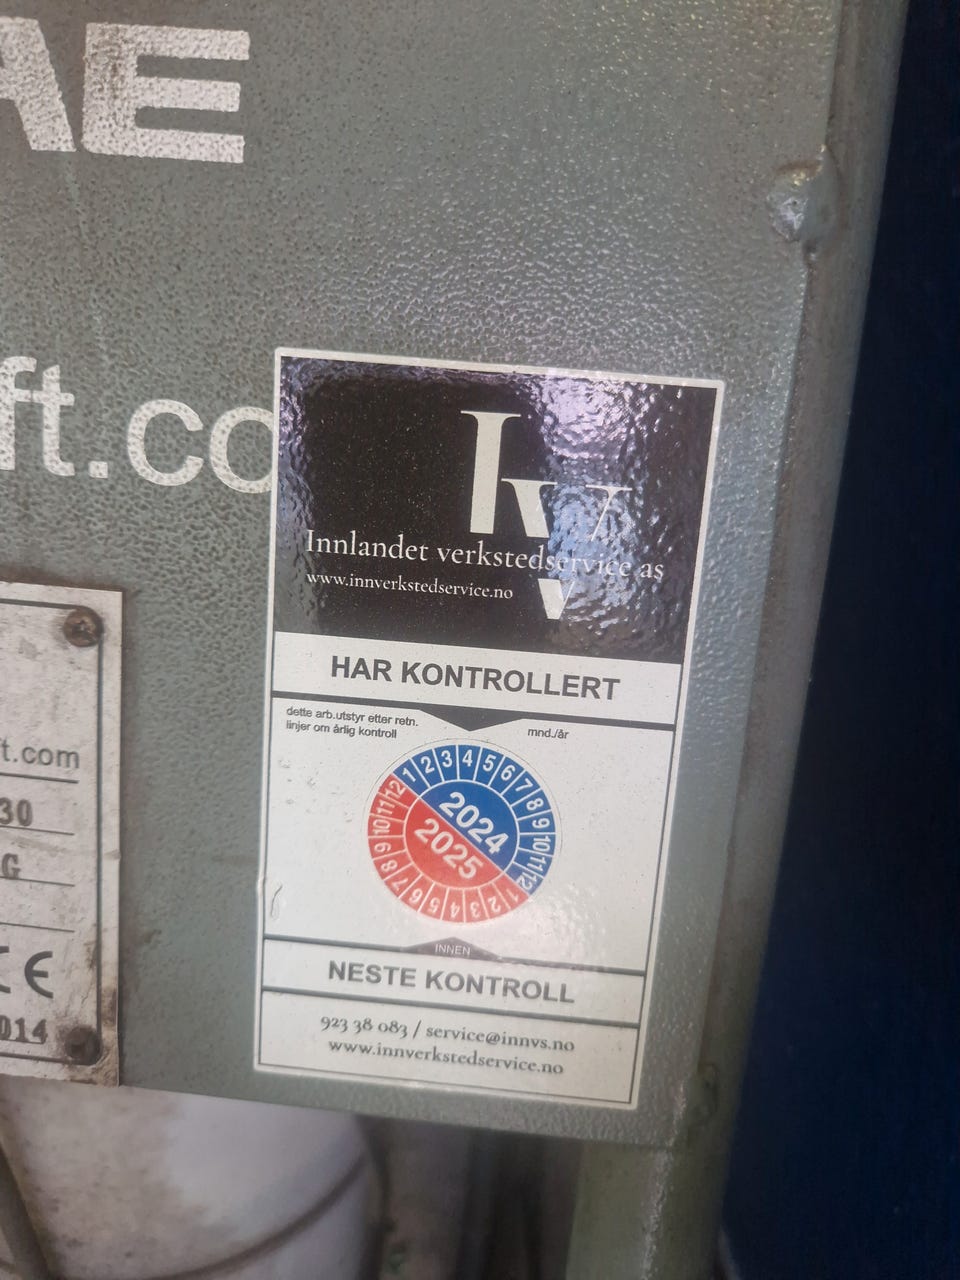 AE
ft.co
IV
V
Innlandet verkstedservice as
www.innverkstedservice.no
HAR KONTROLLERT
dette arb.utstyr etter retn.
linjer om årlig kontroll
mnd./år
1 2 3 4 5 6 7 8 9 10 11 12
2024
2025
1 2 3 4 5 6 7 8 9 10 11 12
INNEN
NESTE KONTROLL
923 38 083 / service@innvs.no
www.innverkstedservice.no
ft.com
30
G
CE
014